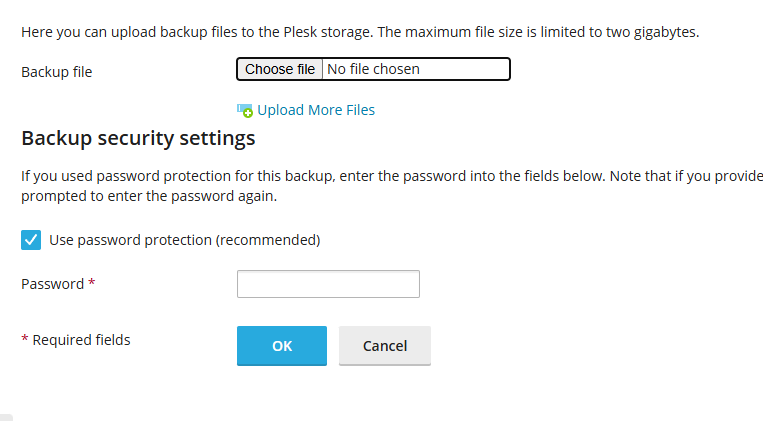 Here you can upload backup files to the Plesk storage. The maximum file size is limited to two gigabytes.
Backup file
Choose file No file chosen
Upload More Files
Backup security settings
If you used password protection for this backup, enter the password into the fields below. Note that if you provide
prompted to enter the password again.
Use password protection (recommended)
Password *
* Required fields
OK Cancel